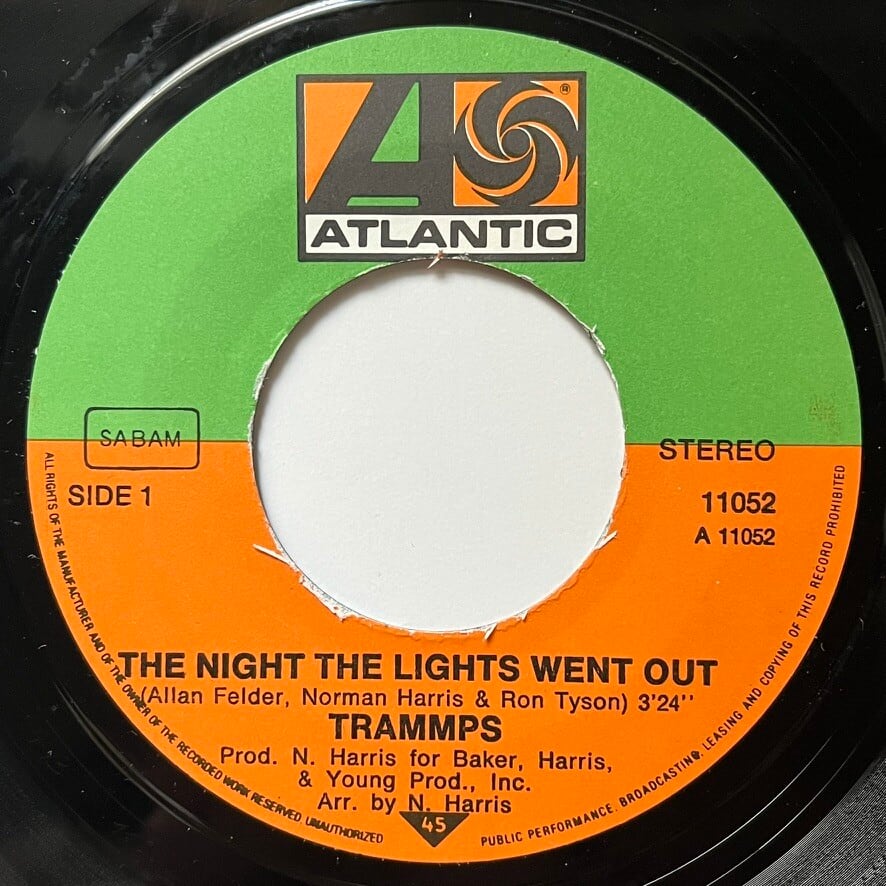 A
®
ATLANTIC
SABAM
STEREO
SIDE 1
11052
A 11052
THE NIGHT THE LIGHTS WENT OUT
(Allan Felder, Norman Harris & Ron Tyson) 3'24''
TRAMMPS
Prod. N. Harris for Baker, Harris,
& Young Prod., Inc.
Arr. by N. Harris
45
ALL RIGHTS OF THE MANUFACTURER AND OF THE OWNER OF THE RECORDED WORK RESERVED UNAUTHORIZED
PUBLIC PERFORMANCE, BROADCASTING, LEASING AND COPYING OF THIS RECORD PROHIBITED